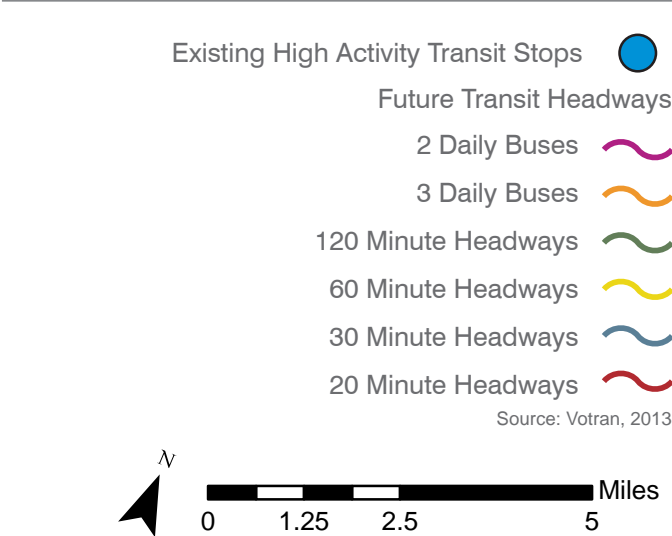 Existing High Activity Transit Stops
Future Transit Headways
2 Daily Buses
3 Daily Buses
120 Minute Headways
60 Minute Headways
30 Minute Headways
20 Minute Headways
Source: Votran, 2013
N
Miles
0 1.25 2.5 5